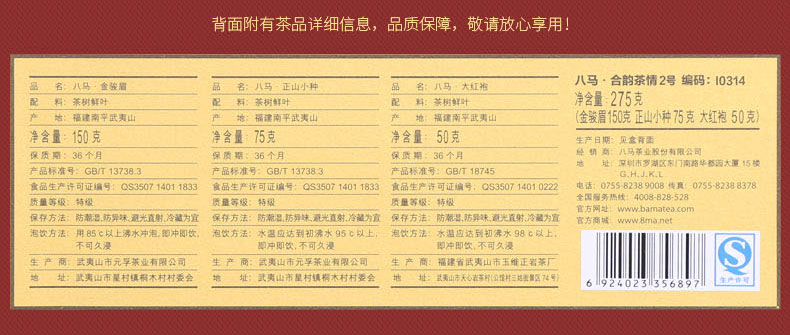 背面附有茶品详细信息，品质保障，敬请放心享用！
品 名：八马·金骏眉
配 料：茶树鲜叶
产 地：福建南平武夷山
净含量：150 克
保 质 期：36 个月
产品标准号：GB/T 13738.3
食品生产许可证编号：QS3507 1401 1833
质量等级：特级
保存方法：防潮湿,防异味,避光直射,冷藏为宜
泡饮方法：用85℃以上沸水冲泡,即冲即饮,
不可久浸
生 产 商：武夷山市元孚茶业有限公司
地 址：武夷山市星村镇桐木村村委会
品 名：八马·正山小种
配 料：茶树鲜叶
产 地：福建南平武夷山
净含量：75 克
保 质 期：36 个月
产品标准号：GB/T 13738.3
食品生产许可证编号：QS3507 1401 1833
质量等级：特级
保存方法：防潮湿,防异味,避光直射,冷藏为宜
泡饮方法：水温应达到初沸水 95℃以上,
即冲即饮,不可久浸
生 产 商：武夷山市元孚茶业有限公司
地 址：武夷山市星村镇桐木村村委会
品 名：八马·大红袍
配 料：茶树鲜叶
产 地：福建南平武夷山
净含量：50 克
保 质 期：36 个月
产品标准号：GB/T 18745
食品生产许可证编号：QS3507 1401 0222
质量等级：特级
保存方法：防潮湿,防异味,避光直射,冷藏为宜
泡饮方法：水温应达到初沸水 98℃以上,
即冲即饮,不可久浸
生 产 商：福建省武夷山市玉维正岩茶厂
地 址：武夷山市天心岩茶村(公馆村三姑街景区 74 号)
八马·合韵茶情2号 编码：I0314
净含量：275克
(金骏眉150克 正山小种75克 大红袍 50克)
生产日期：见盒背面
经 销 商：八马茶业股份有限公司
地 址：深圳市罗湖区东门南路华都园大厦 15 楼
G、H、J、K、L
电话：0755-8238 9008 传真：0755-8238 8378
全国服务热线：4008-828-528
官方网站：www.bamatea.com
官方商城：www.8ma.net
6 924023 356897
QS
生产许可